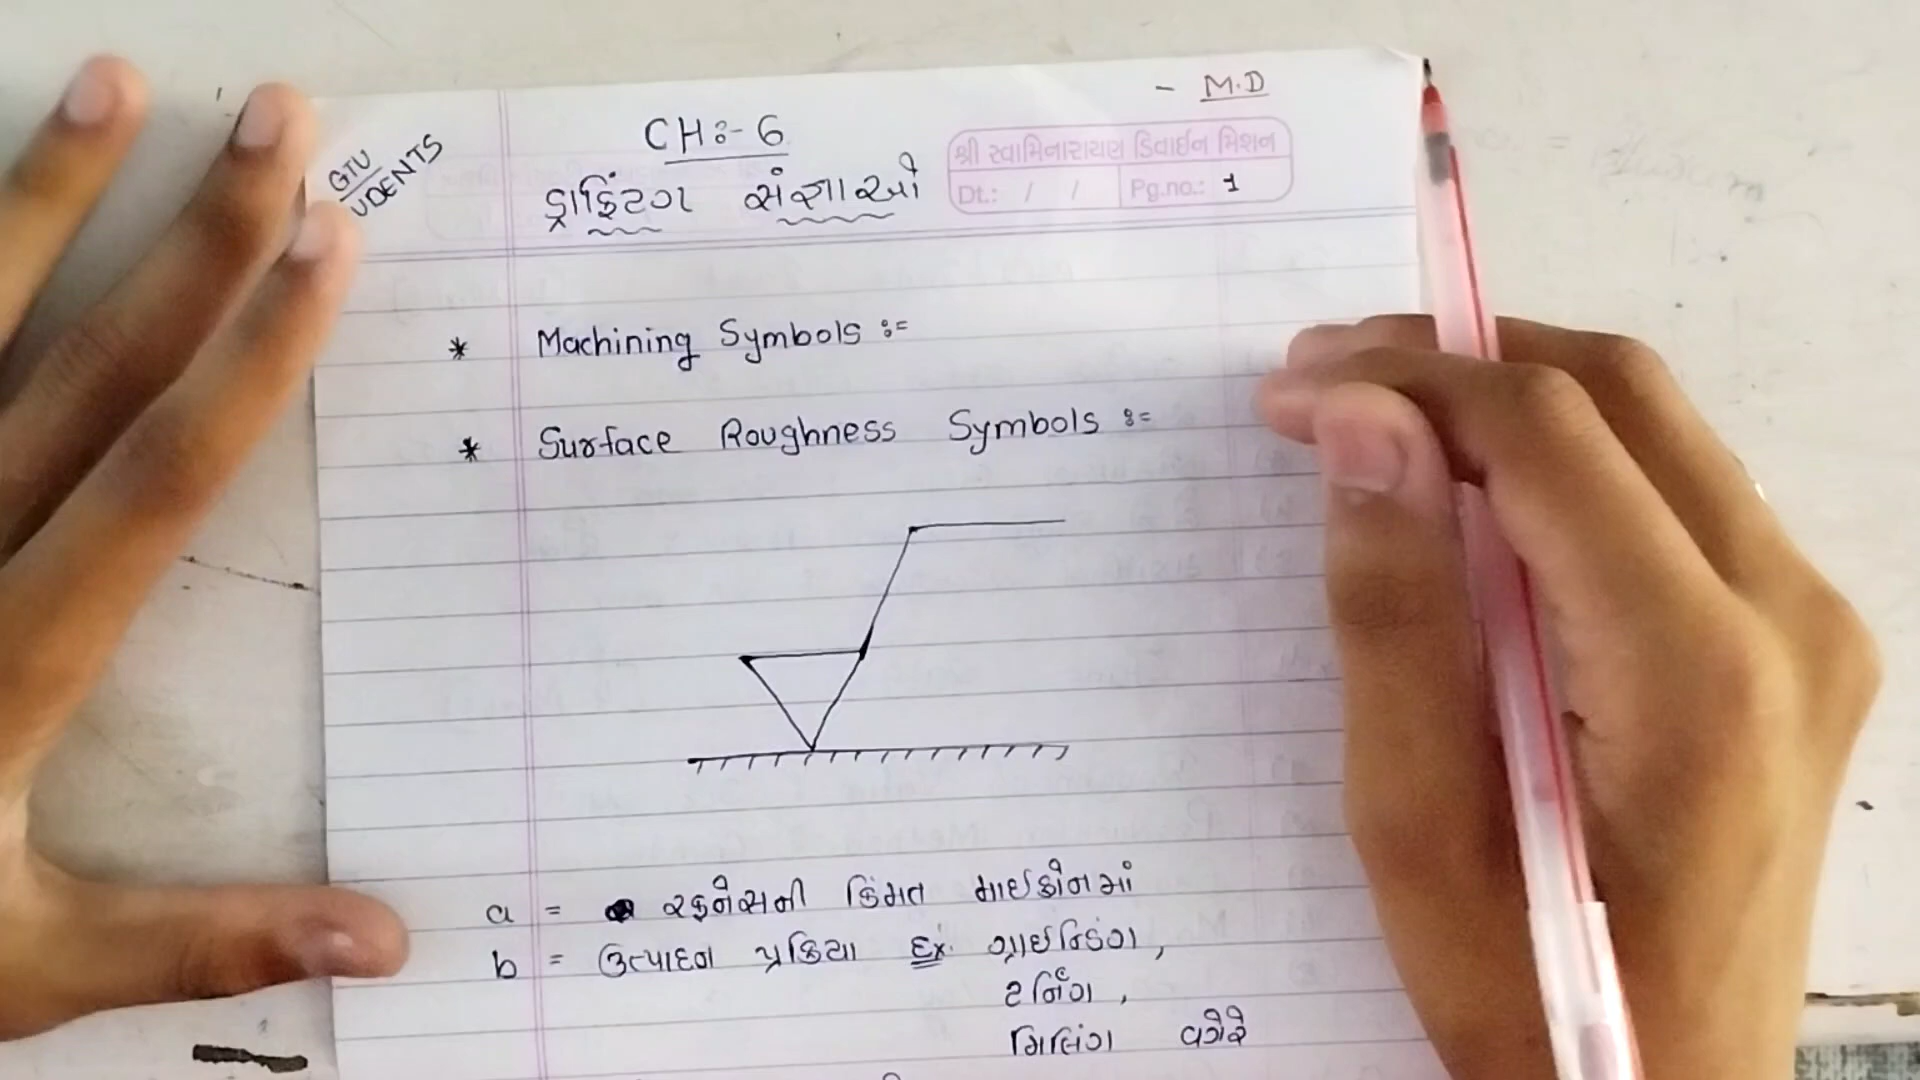 - M.D
GTU
UDENTS
CH:- 6
ડ્રાફ્ટિંગ સંજ્ઞાઓ
શ્રી સ્વામિનારાયણ ડિવાઈન મિશન
Dt.: / / Pg.no.: 1
* Machining Symbols :=
* Surface Roughness Symbols :=
a = રફનેસની કિંમત માઈક્રોનમાં
b = ઉત્પાદન પ્રક્રિયા Ex. ગ્રાઈન્ડિંગ,
ટર્નિંગ,
મિલિંગ વગેરે